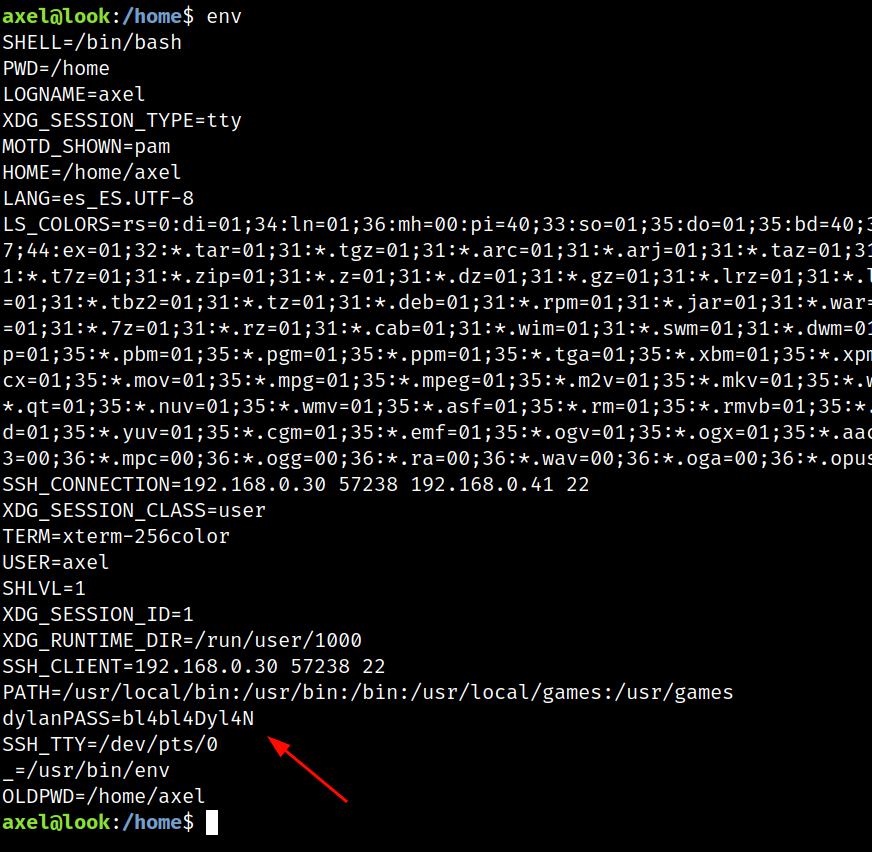 axel@look:/home$ env
SHELL=/bin/bash
PWD=/home
LOGNAME=axel
XDG_SESSION_TYPE=tty
MOTD_SHOWN=pam
HOME=/home/axel
LANG=es_ES.UTF-8
LS_COLORS=rs=0:di=01;34:ln=01;36:mh=00:pi=40;33:so=01;35:do=01;35:bd=40;3
7;44:ex=01;32:*.tar=01;31:*.tgz=01;31:*.arc=01;31:*.arj=01;31:*.taz=01;31
1:*.t7z=01;31:*.zip=01;31:*.z=01;31:*.dz=01;31:*.gz=01;31:*.lrz=01;31:*.l
=01;31:*.tbz2=01;31:*.tz=01;31:*.deb=01;31:*.rpm=01;31:*.jar=01;31:*.war=
=01;31:*.7z=01;31:*.rz=01;31:*.cab=01;31:*.wim=01;31:*.swm=01;31:*.dwm=01
p=01;35:*.pbm=01;35:*.pgm=01;35:*.ppm=01;35:*.tga=01;35:*.xbm=01;35:*.xpm
cx=01;35:*.mov=01;35:*.mpg=01;35:*.mpeg=01;35:*.m2v=01;35:*.mkv=01;35:*.w
*.qt=01;35:*.nuv=01;35:*.wmv=01;35:*.asf=01;35:*.rm=01;35:*.rmvb=01;35:*.
d=01;35:*.yuv=01;35:*.cgm=01;35:*.emf=01;35:*.ogv=01;35:*.ogx=01;35:*.aac
3=00;36:*.mpc=00;36:*.ogg=00;36:*.ra=00;36:*.wav=00;36:*.oga=00;36:*.opus
SSH_CONNECTION=192.168.0.30 57238 192.168.0.41 22
XDG_SESSION_CLASS=user
TERM=xterm-256color
USER=axel
SHLVL=1
XDG_SESSION_ID=1
XDG_RUNTIME_DIR=/run/user/1000
SSH_CLIENT=192.168.0.30 57238 22
PATH=/usr/local/bin:/usr/bin:/bin:/usr/local/games:/usr/games
dylanPASS=bl4bl4Dyl4N
SSH_TTY=/dev/pts/0
_=/usr/bin/env
OLDPWD=/home/axel
axel@look:/home$